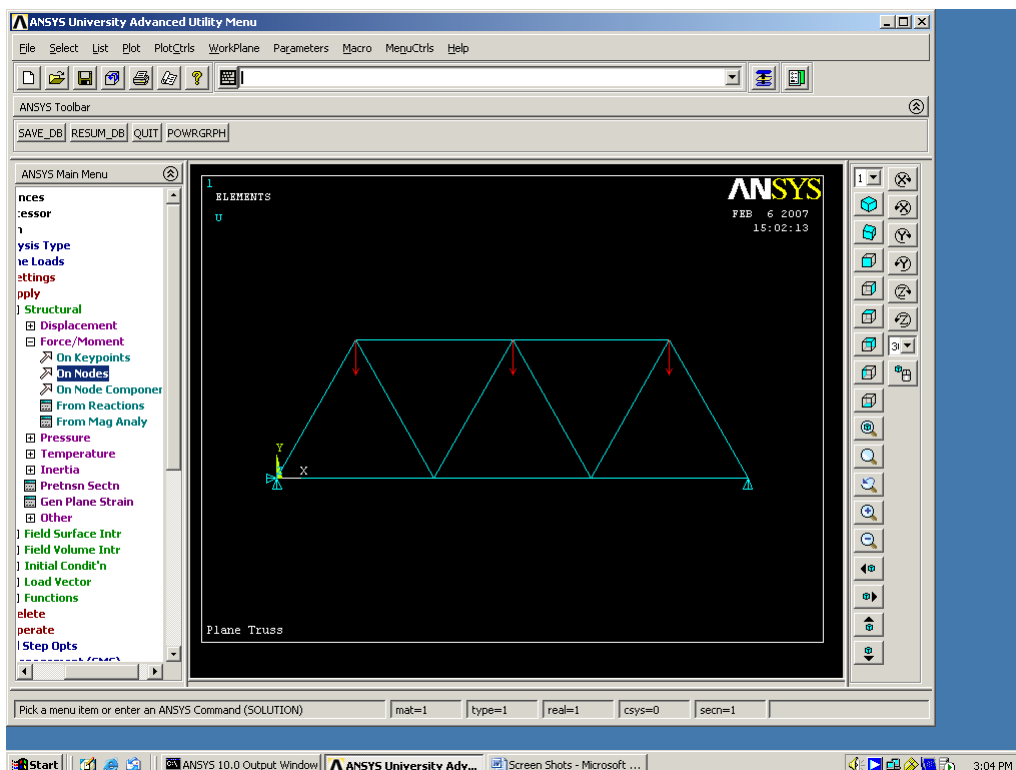 ANSYS University Advanced Utility Menu
File Select List Plot PlotCtrls WorkPlane Parameters Macro MenuCtrls Help
ANSYS Toolbar
SAVE_DB RESUM_DB QUIT POWRGRPH
ANSYS Main Menu
nces
cessor
n
ysis Type
ne Loads
ettings
pply
Structural
Displacement
Force/Moment
On Keypoints
On Nodes
On Node Componer
From Reactions
From Mag Analy
Pressure
Temperature
Inertia
Pretnsn Sectn
Gen Plane Strain
Other
Field Surface Intr
Field Volume Intr
Initial Condit'n
Load Vector
Functions
elete
perate
l Step Opts
1
ELEMENTS
U
ANSYS
FEB 6 2007
15:02:13
Y
X
Plane Truss
1
X
X
Y
Y
Z
Z
Pick a menu item or enter an ANSYS Command (SOLUTION) mat=1 type=1 real=1 csys=0 secn=1
Start ANSYS 10.0 Output Window ANSYS University Adv... Screen Shots - Microsoft ... 3:04 PM